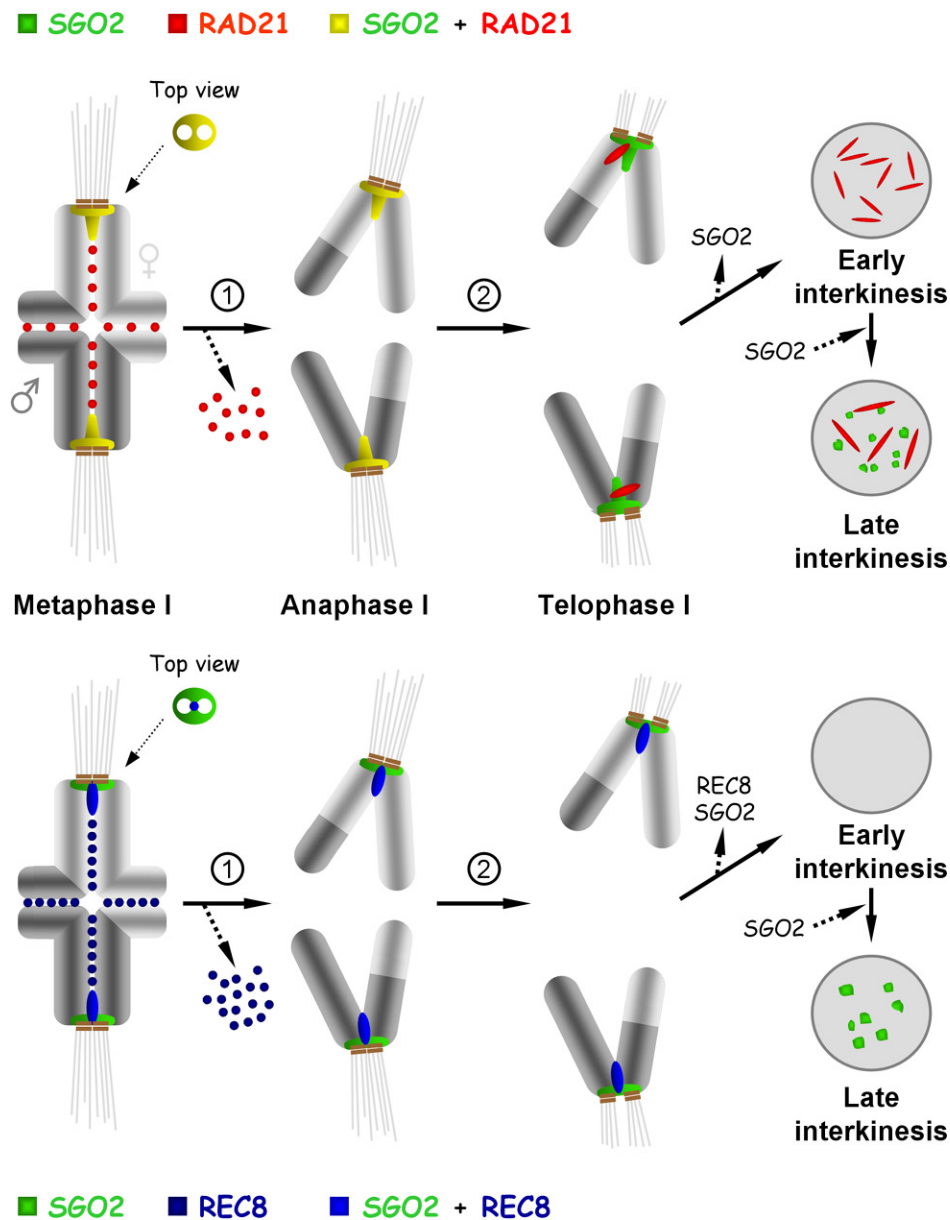 SGO2 RAD21 SGO2 + RAD21
Top view
♀
♂
1
2
SGO2
Early
interkinesis
SGO2
Late
interkinesis
Metaphase I Anaphase I Telophase I
Top view
1
2
REC8
SGO2
Early
interkinesis
SGO2
Late
interkinesis
SGO2 REC8 SGO2 + REC8